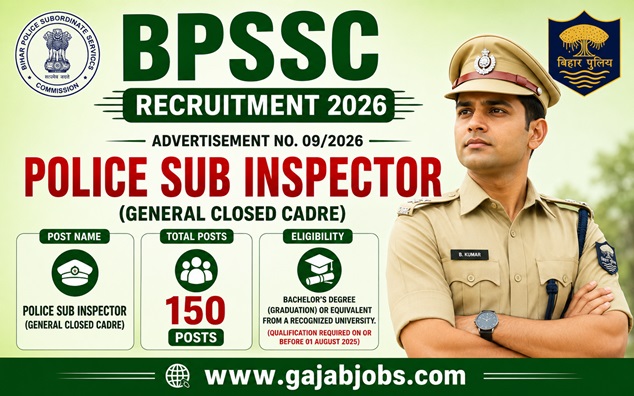 BPSSC
RECRUITMENT 2026
ADVERTISEMENT NO. 09/2026
POLICE SUB INSPECTOR
(GENERAL CLOSED CADRE)
POST NAME
POLICE SUB INSPECTOR
(GENERAL CLOSED CADRE)
TOTAL POSTS
150
POSTS
ELIGIBILITY
BACHELOR'S DEGREE
(GRADUATION) OR EQUIVALENT
FROM A RECOGNIZED UNIVERSITY.
(QUALIFICATION REQUIRED ON OR
BEFORE 01 AUGUST 2025)
BIHAR POLICE SUBORDINATE SERVICCS
COMMISSION
सत्यमेव जयते
बिहार पुलिय
B. KUMAR
www.gajabjobs.com